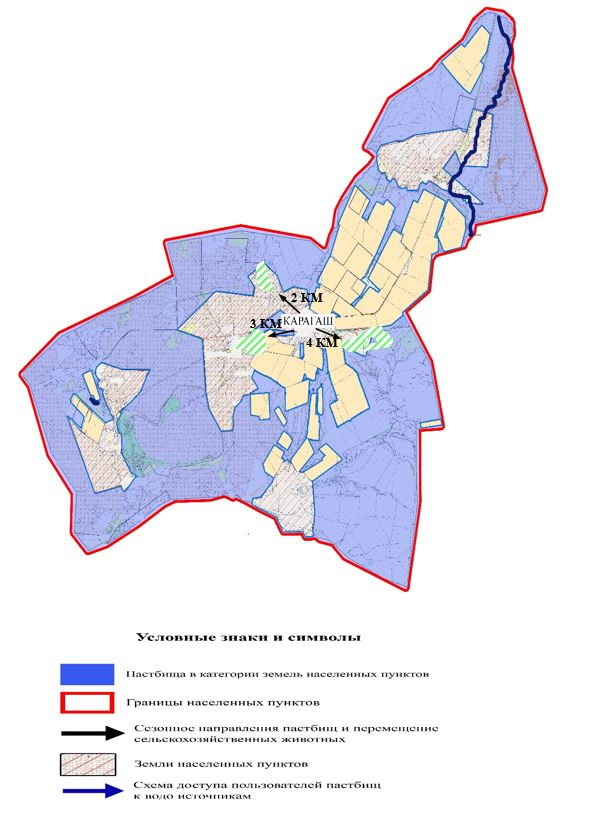 2 КМ
3 КМ
КАРАГАШ
4 КМ
Условные знаки и символы
Пастбища в категории земель населенных пунктов
Границы населенных пунктов
Сезонное направления пастбищ и перемещение
сельскохозяйственных животных
Земли населенных пунктов
Схема доступа пользователей пастбищ
к водо источникам